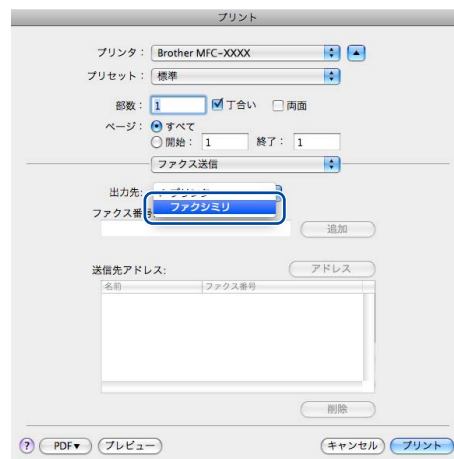 プリント
プリンタ： Brother MFC-XXXX
プリセット： 標準
部数： 1 丁合い 両面
ページ： すべて
開始： 1 終了： 1
ファクス送信
出力先:
ファクシミリ
ファクス番号
追加
送信先アドレス: アドレス
名前 ファクス番号
削除
? PDF▼ プレビュー キャンセル プリント